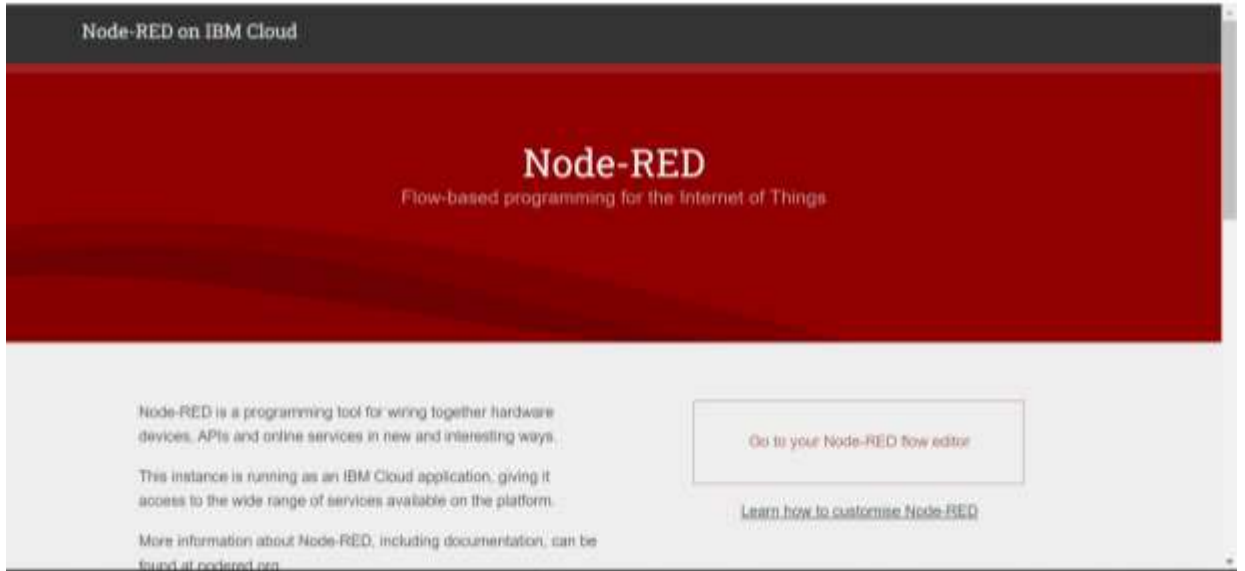 Node-RED on IBM Cloud
Node-RED
Flow-based programming for the Internet of Things
Node-RED is a programming tool for wiring together hardware
devices, APIs and online services in new and interesting ways.
This instance is running as an IBM Cloud application, giving it
access to the wide range of services available on the platform.
More information about Node-RED, including documentation, can be
found at nodered.org.
Go to your Node-RED flow editor
Learn how to customise Node-RED